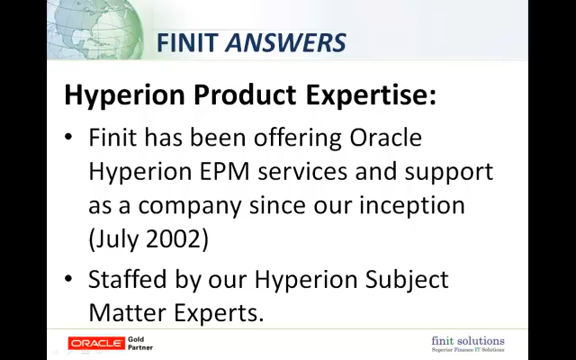 FINIT ANSWERS
Hyperion Product Expertise:
• Finit has been offering Oracle
Hyperion EPM services and support
as a company since our inception
(July 2002)
• Staffed by our Hyperion Subject
Matter Experts.
ORACLE Gold
Partner
finit solutions
Superior Finance IT Solutions